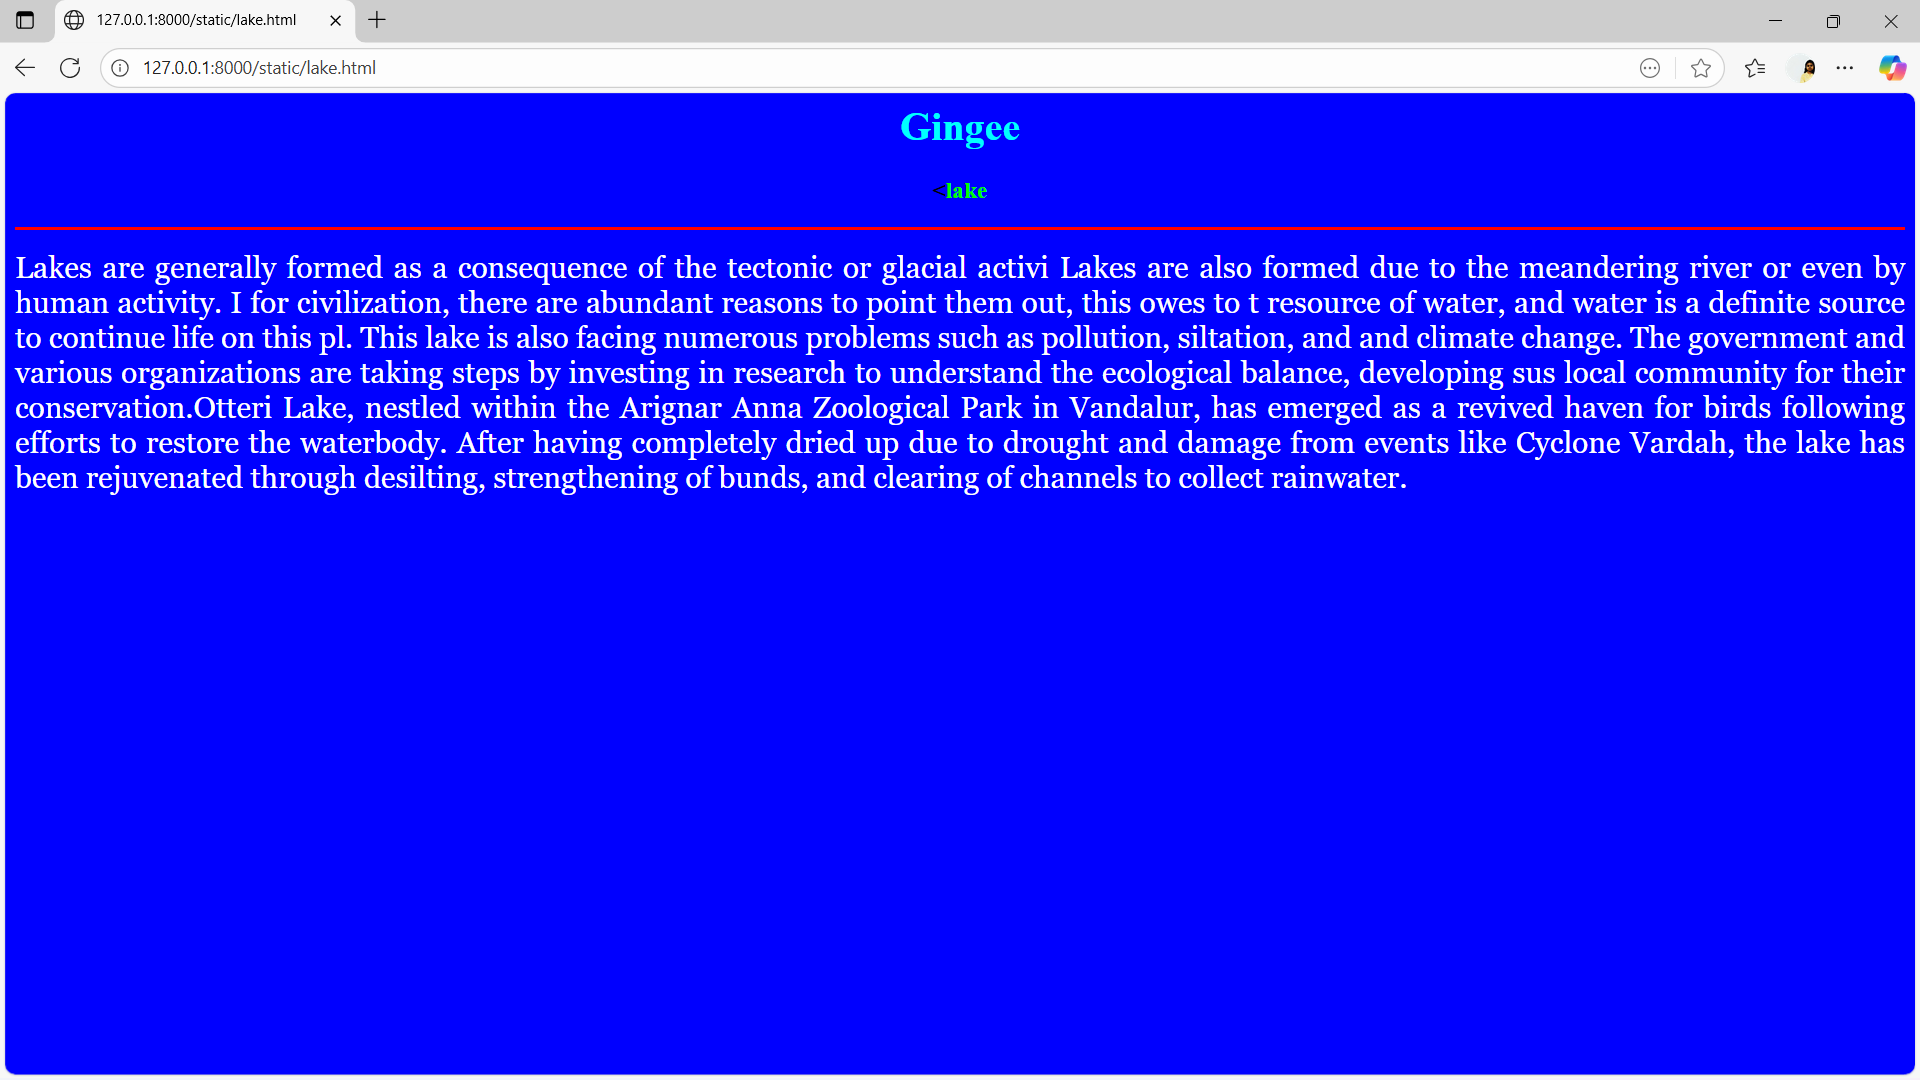 127.0.0.1:8000/static/lake.html
127.0.0.1:8000/static/lake.html
Gingee
<lake
Lakes are generally formed as a consequence of the tectonic or glacial activi Lakes are also formed due to the meandering river or even by
human activity. I for civilization, there are abundant reasons to point them out, this owes to t resource of water, and water is a definite source
to continue life on this pl. This lake is also facing numerous problems such as pollution, siltation, and and climate change. The government and
various organizations are taking steps by investing in research to understand the ecological balance, developing sus local community for their
conservation.Otteri Lake, nestled within the Arignar Anna Zoological Park in Vandalur, has emerged as a revived haven for birds following
efforts to restore the waterbody. After having completely dried up due to drought and damage from events like Cyclone Vardah, the lake has
been rejuvenated through desilting, strengthening of bunds, and clearing of channels to collect rainwater.